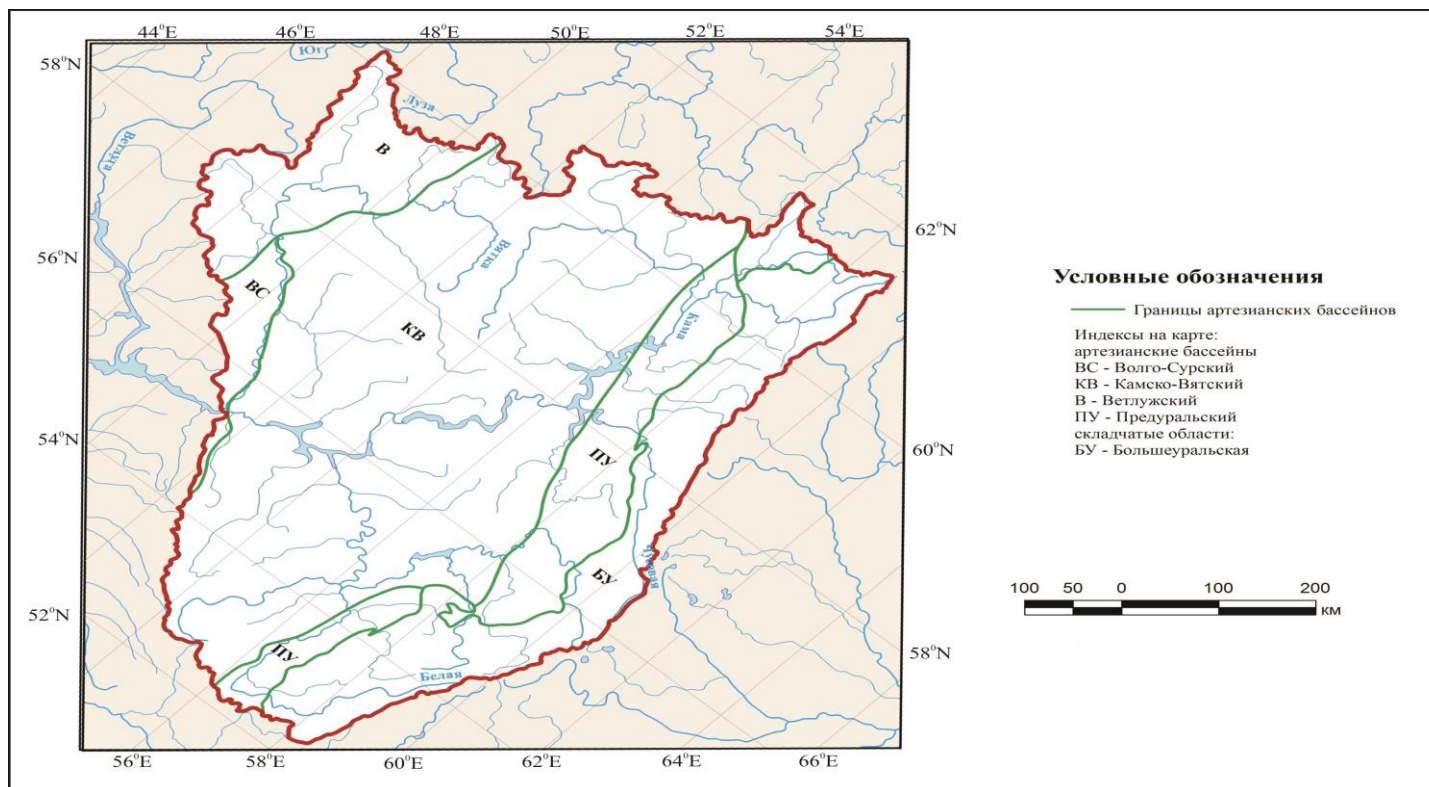 44°E 46°E 48°E 50°E 52°E 54°E
58°N
Юг
Луза
Ветлуга
В
62°N
56°N
ВС
Вятка
КВ
Кама
54°N
60°N
ПУ
Чусовая
БУ
52°N
58°N
ПУ
Белая
56°E 58°E 60°E 62°E 64°E 66°E
Условные обозначения
Границы артезианских бассейнов
Индексы на карте:
артезианские бассейны
ВС - Волго-Сурский
КВ - Камско-Вятский
В - Ветлужский
ПУ - Предуральский
складчатые области:
БУ - Большеуральская
100 50 0 100 200
км